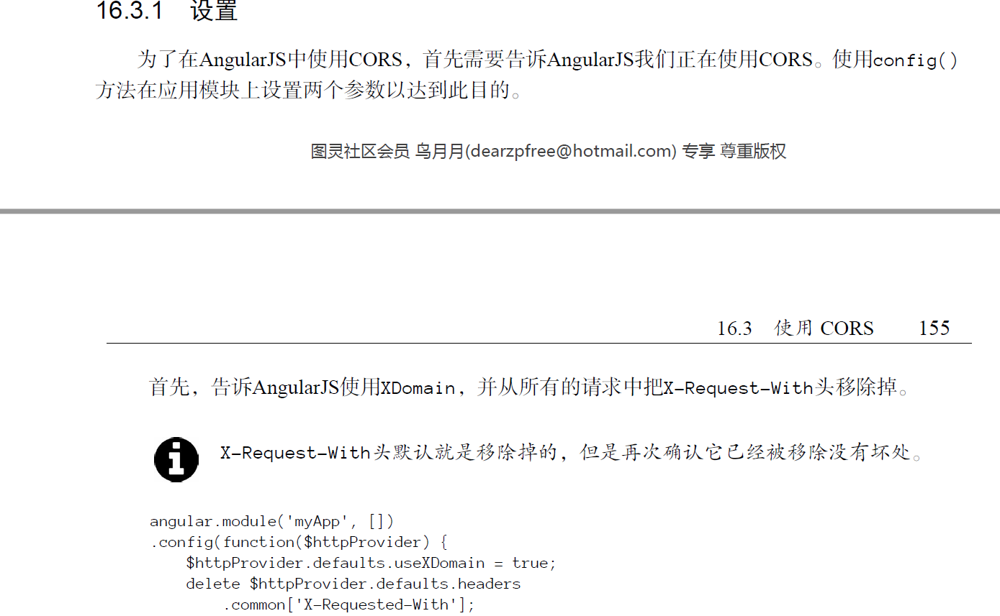 16.3.1 设置
为了在AngularJS中使用CORS，首先需要告诉AngularJS我们正在使用CORS。使用config()
方法在应用模块上设置两个参数以达到此目的。
图灵社区会员 鸟月月(dearzpfree@hotmail.com) 专享 尊重版权
16.3 使用 CORS 155
首先，告诉AngularJS使用XDomain，并从所有的请求中把X-Request-With头移除掉。
X-Request-With头默认就是移除掉的，但是再次确认它已经被移除没有坏处。
angular.module('myApp', [])
.config(function($httpProvider) {
$httpProvider.defaults.useXDomain = true;
delete $httpProvider.defaults.headers
.common['X-Requested-With'];